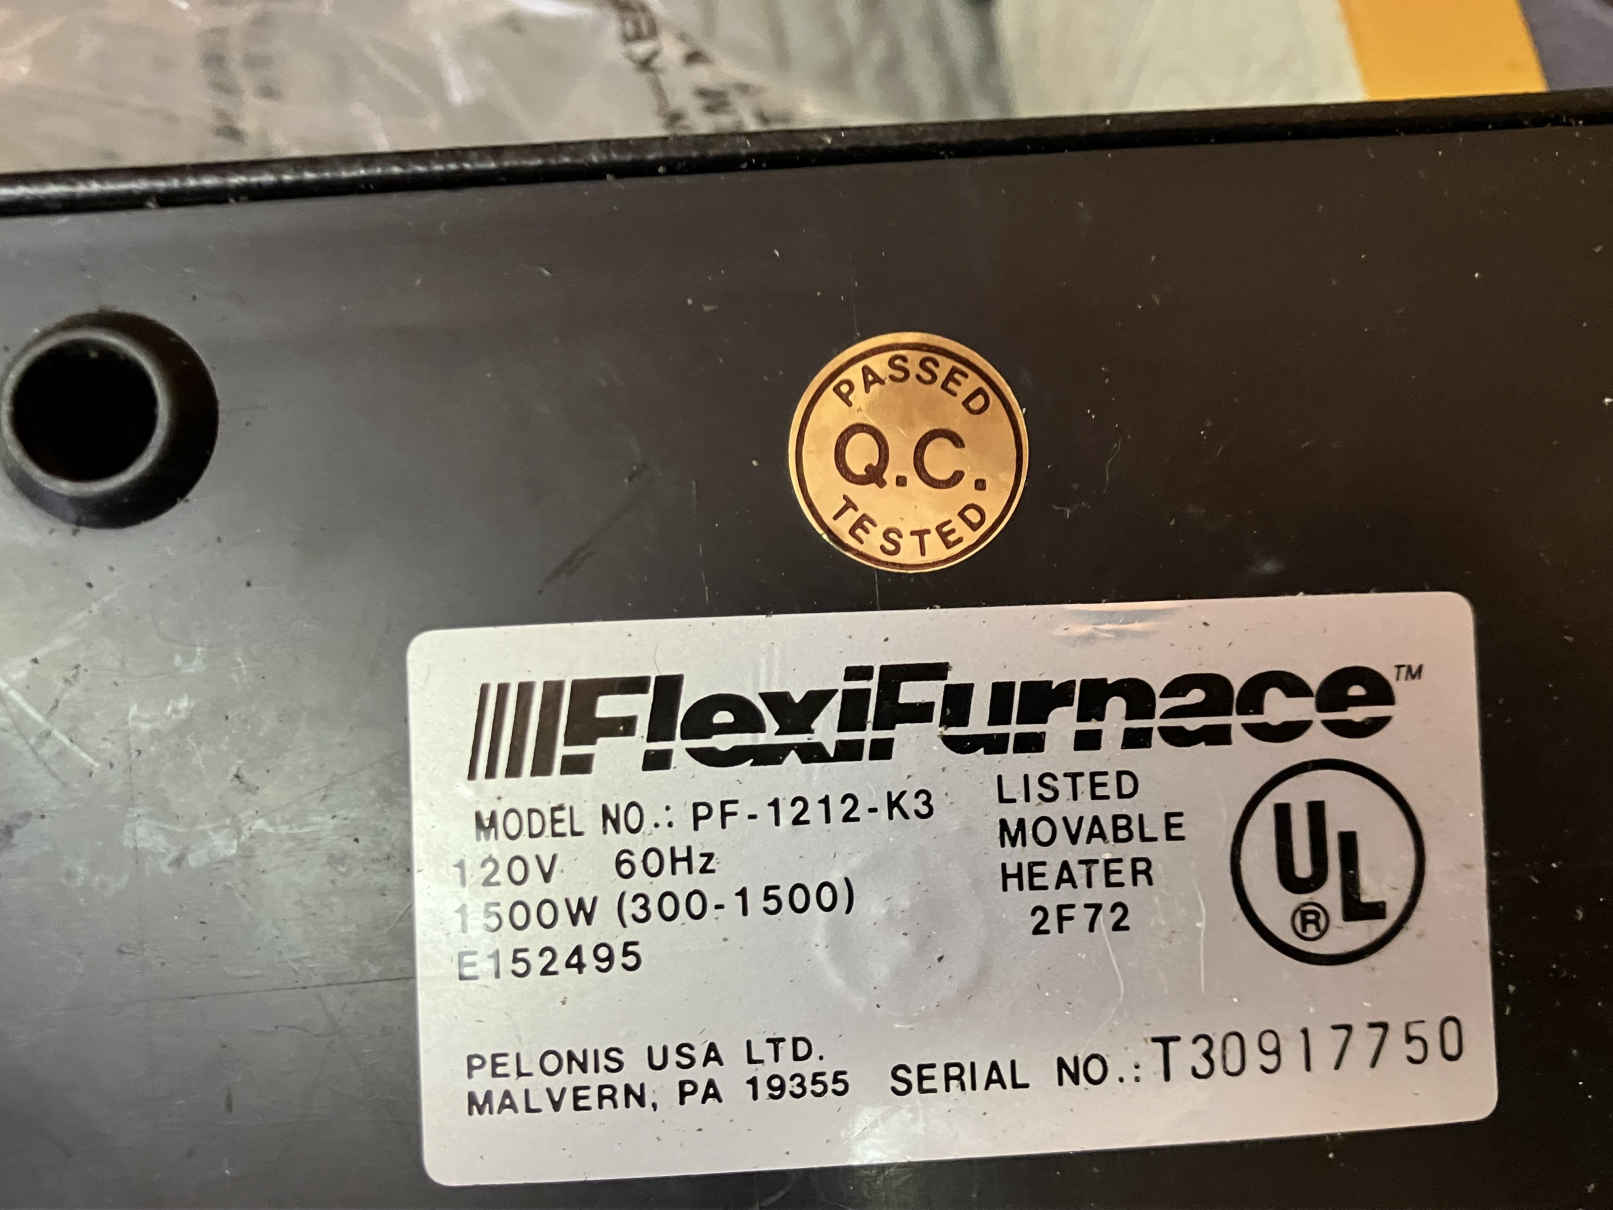 PASSED
Q.C.
TESTED
FlexiFurnace™
MODEL NO.: PF-1212-K3
120V 60Hz
1500W (300-1500)
E152495
LISTED
MOVABLE
HEATER
2F72
UL
®
PELONIS USA LTD.
MALVERN, PA 19355
SERIAL NO.: T30917750